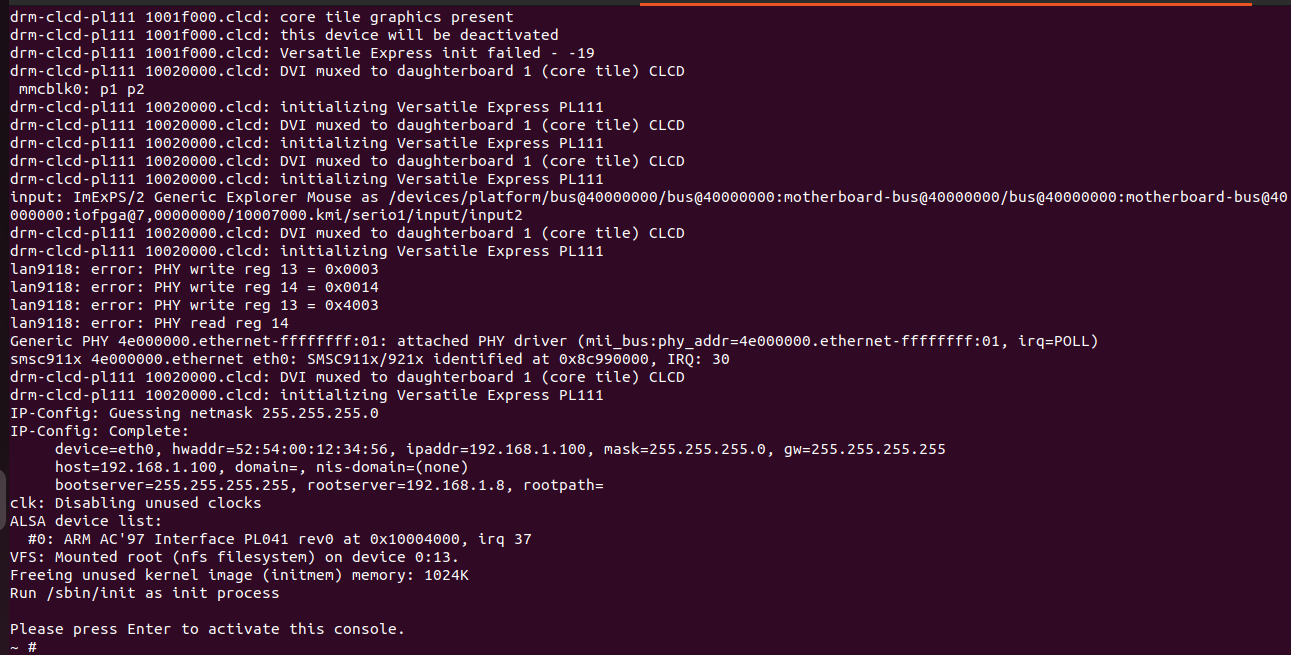 drm-clcd-pl111 1001f000.clcd: core tile graphics present
drm-clcd-pl111 1001f000.clcd: this device will be deactivated
drm-clcd-pl111 1001f000.clcd: Versatile Express init failed - -19
drm-clcd-pl111 10020000.clcd: DVI muxed to daughterboard 1 (core tile) CLCD
 mmcblk0: p1 p2
drm-clcd-pl111 10020000.clcd: initializing Versatile Express PL111
drm-clcd-pl111 10020000.clcd: DVI muxed to daughterboard 1 (core tile) CLCD
drm-clcd-pl111 10020000.clcd: initializing Versatile Express PL111
drm-clcd-pl111 10020000.clcd: DVI muxed to daughterboard 1 (core tile) CLCD
drm-clcd-pl111 10020000.clcd: initializing Versatile Express PL111
input: ImExPS/2 Generic Explorer Mouse as /devices/platform/bus@40000000/bus@40000000:motherboard-bus@40000000/bus@40000000:motherboard-bus@40
000000:iofpga@7,00000000/10007000.kmi/serio1/input/input2
drm-clcd-pl111 10020000.clcd: DVI muxed to daughterboard 1 (core tile) CLCD
drm-clcd-pl111 10020000.clcd: initializing Versatile Express PL111
lan9118: error: PHY write reg 13 = 0x0003
lan9118: error: PHY write reg 14 = 0x0014
lan9118: error: PHY write reg 13 = 0x4003
lan9118: error: PHY read reg 14
Generic PHY 4e000000.ethernet-ffffffff:01: attached PHY driver (mii_bus:phy_addr=4e000000.ethernet-ffffffff:01, irq=POLL)
smsc911x 4e000000.ethernet eth0: SMSC911x/921x identified at 0x8c990000, IRQ: 30
drm-clcd-pl111 10020000.clcd: DVI muxed to daughterboard 1 (core tile) CLCD
drm-clcd-pl111 10020000.clcd: initializing Versatile Express PL111
IP-Config: Guessing netmask 255.255.255.0
IP-Config: Complete:
     device=eth0, hwaddr=52:54:00:12:34:56, ipaddr=192.168.1.100, mask=255.255.255.0, gw=255.255.255.255
     host=192.168.1.100, domain=, nis-domain=(none)
     bootserver=255.255.255.255, rootserver=192.168.1.8, rootpath=
clk: Disabling unused clocks
ALSA device list:
  #0: ARM AC'97 Interface PL041 rev0 at 0x10004000, irq 37
VFS: Mounted root (nfs filesystem) on device 0:13.
Freeing unused kernel image (initmem) memory: 1024K
Run /sbin/init as init process

Please press Enter to activate this console.
~ #